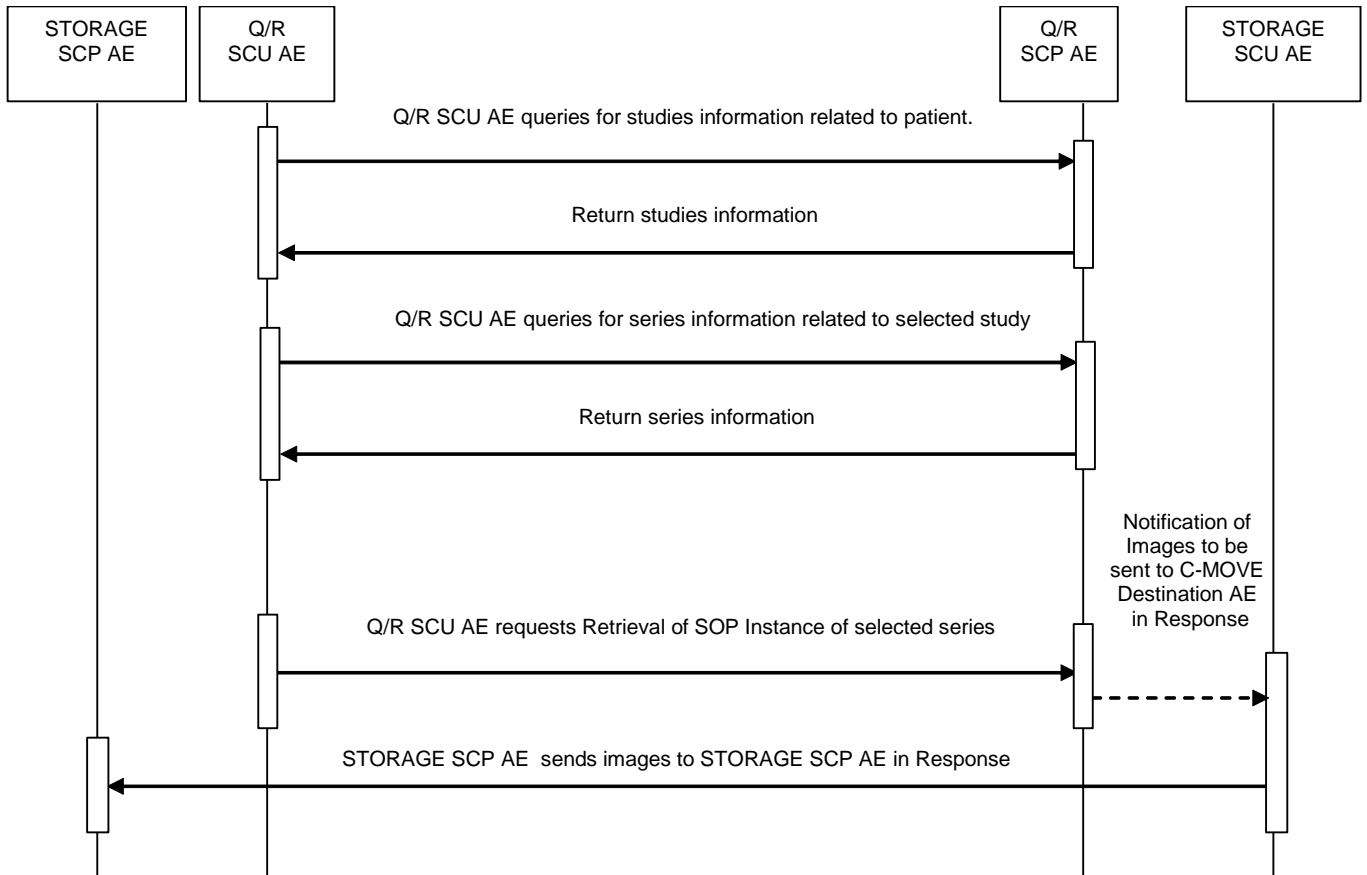 STORAGE
SCP AE
Q/R
SCU AE
Q/R
SCP AE
STORAGE
SCU AE
Q/R SCU AE queries for studies information related to patient.
Return studies information
Q/R SCU AE queries for series information related to selected study
Return series information
Notification of
Images to be
sent to C-MOVE
Destination AE
in Response
Q/R SCU AE requests Retrieval of SOP Instance of selected series
STORAGE SCP AE  sends images to STORAGE SCP AE in Response